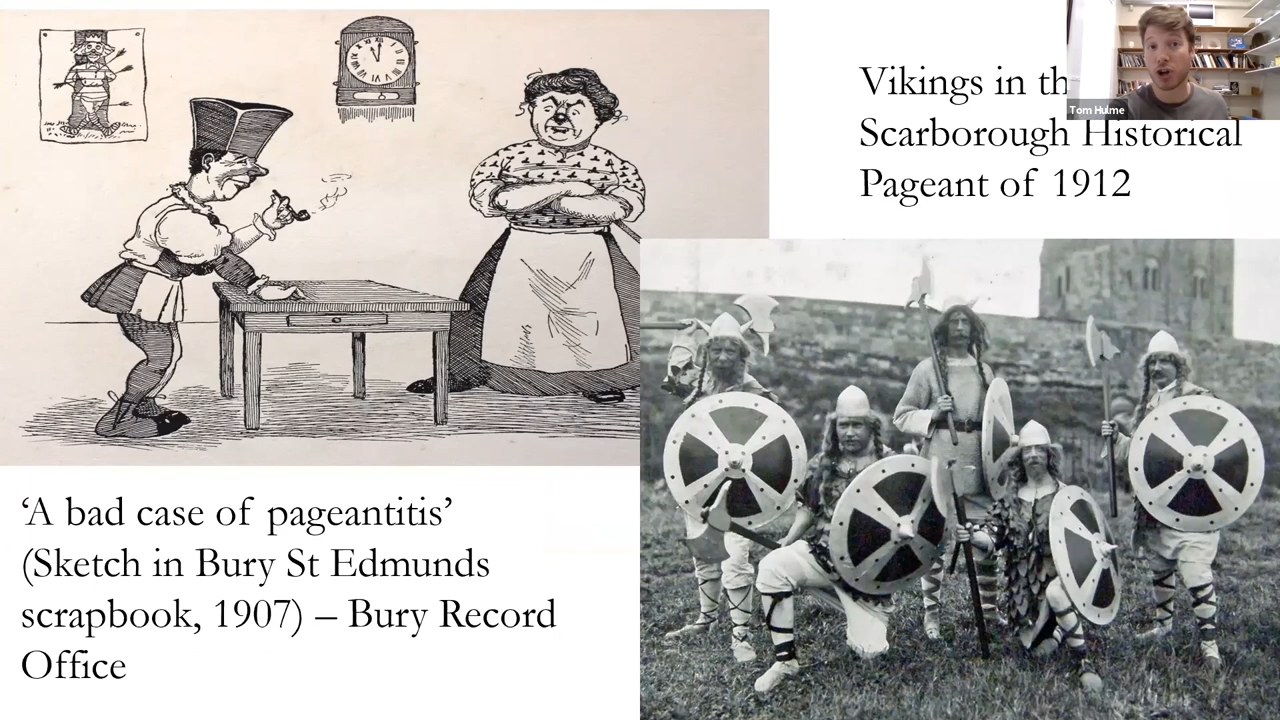 Vikings in th
Scarborough Historical
Pageant of 1912
Tom Hulme
‘A bad case of pageantitis’
(Sketch in Bury St Edmunds
scrapbook, 1907) – Bury Record
Office